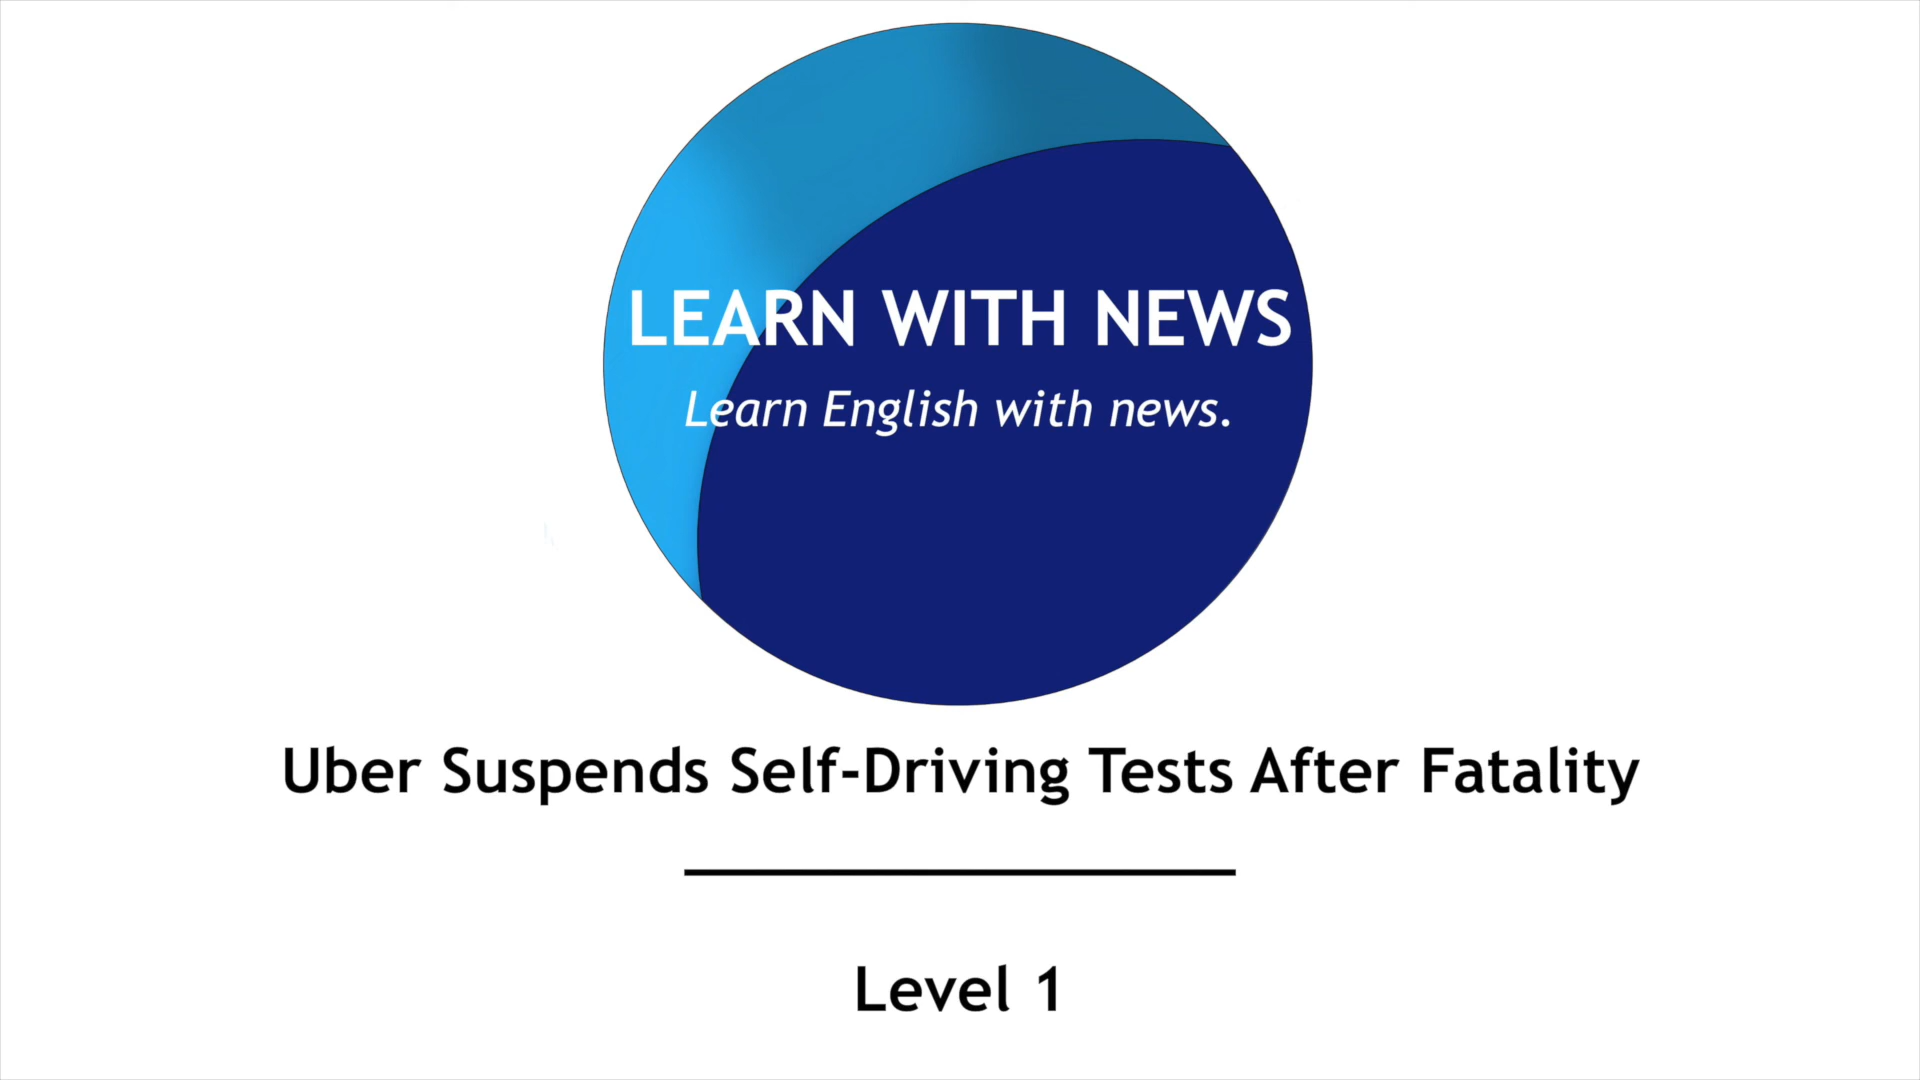 LEARN WITH NEWS
Learn English with news.
Uber Suspends Self-Driving Tests After Fatality
Level 1